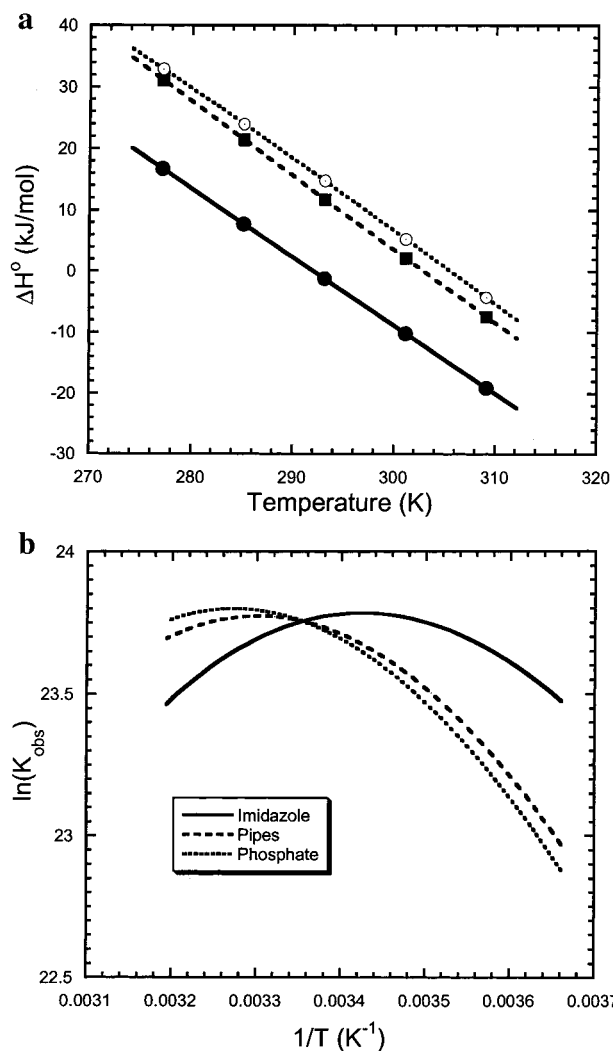 a
40
30
20
10
0
-10
-20
-30
ΔH° (kJ/mol)
270 280 290 300 310 320
Temperature (K)
b
24
23.5
23
22.5
ln(K_obs)
Imidazole
Pipes
Phosphate
0.0031 0.0032 0.0033 0.0034 0.0035 0.0036 0.0037
1/T (K⁻¹)